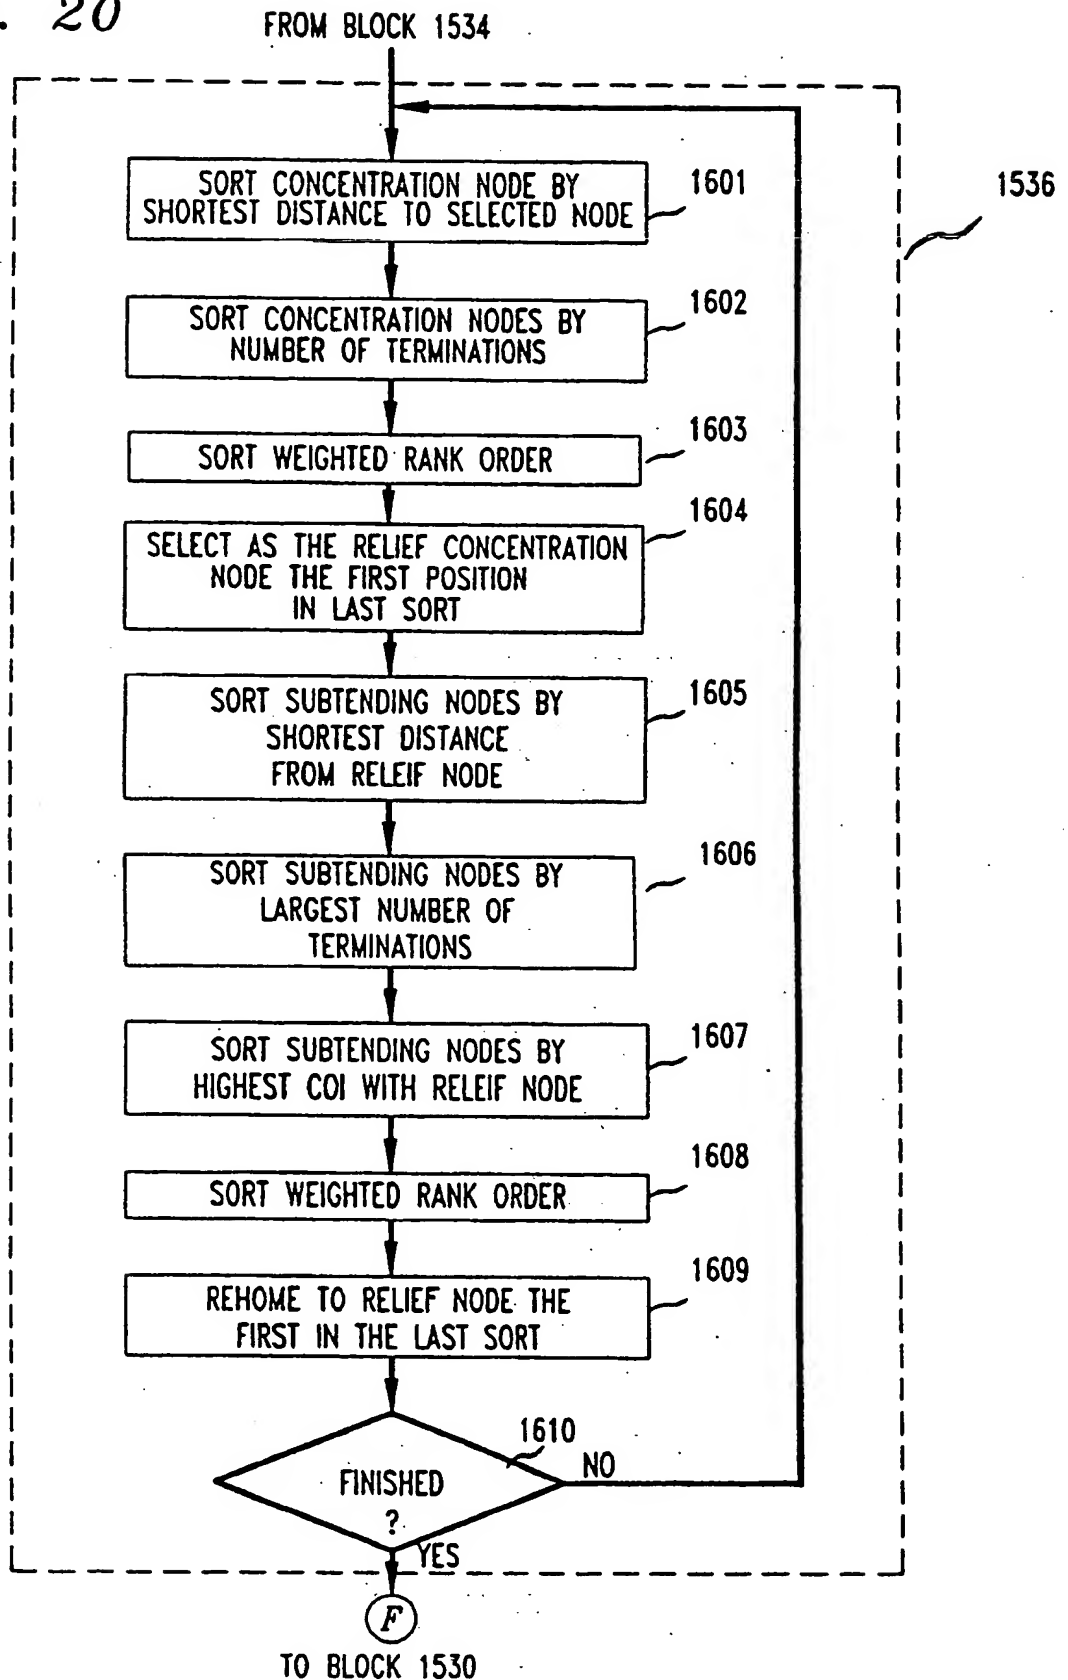 . 20
FROM BLOCK 1534
SORT CONCENTRATION NODE BY
SHORTEST DISTANCE TO SELECTED NODE
1601
1536
SORT CONCENTRATION NODES BY
NUMBER OF TERMINATIONS
1602
SORT WEIGHTED RANK ORDER
1603
SELECT AS THE RELIEF CONCENTRATION
NODE THE FIRST POSITION
IN LAST SORT
1604
SORT SUBTENDING NODES BY
SHORTEST DISTANCE
FROM RELEIF NODE
1605
SORT SUBTENDING NODES BY
LARGEST NUMBER OF
TERMINATIONS
1606
SORT SUBTENDING NODES BY
HIGHEST COI WITH RELEIF NODE
1607
SORT WEIGHTED RANK ORDER
1608
REHOME TO RELIEF NODE THE
FIRST IN THE LAST SORT
1609
1610
FINISHED
?
NO
YES
F
TO BLOCK 1530